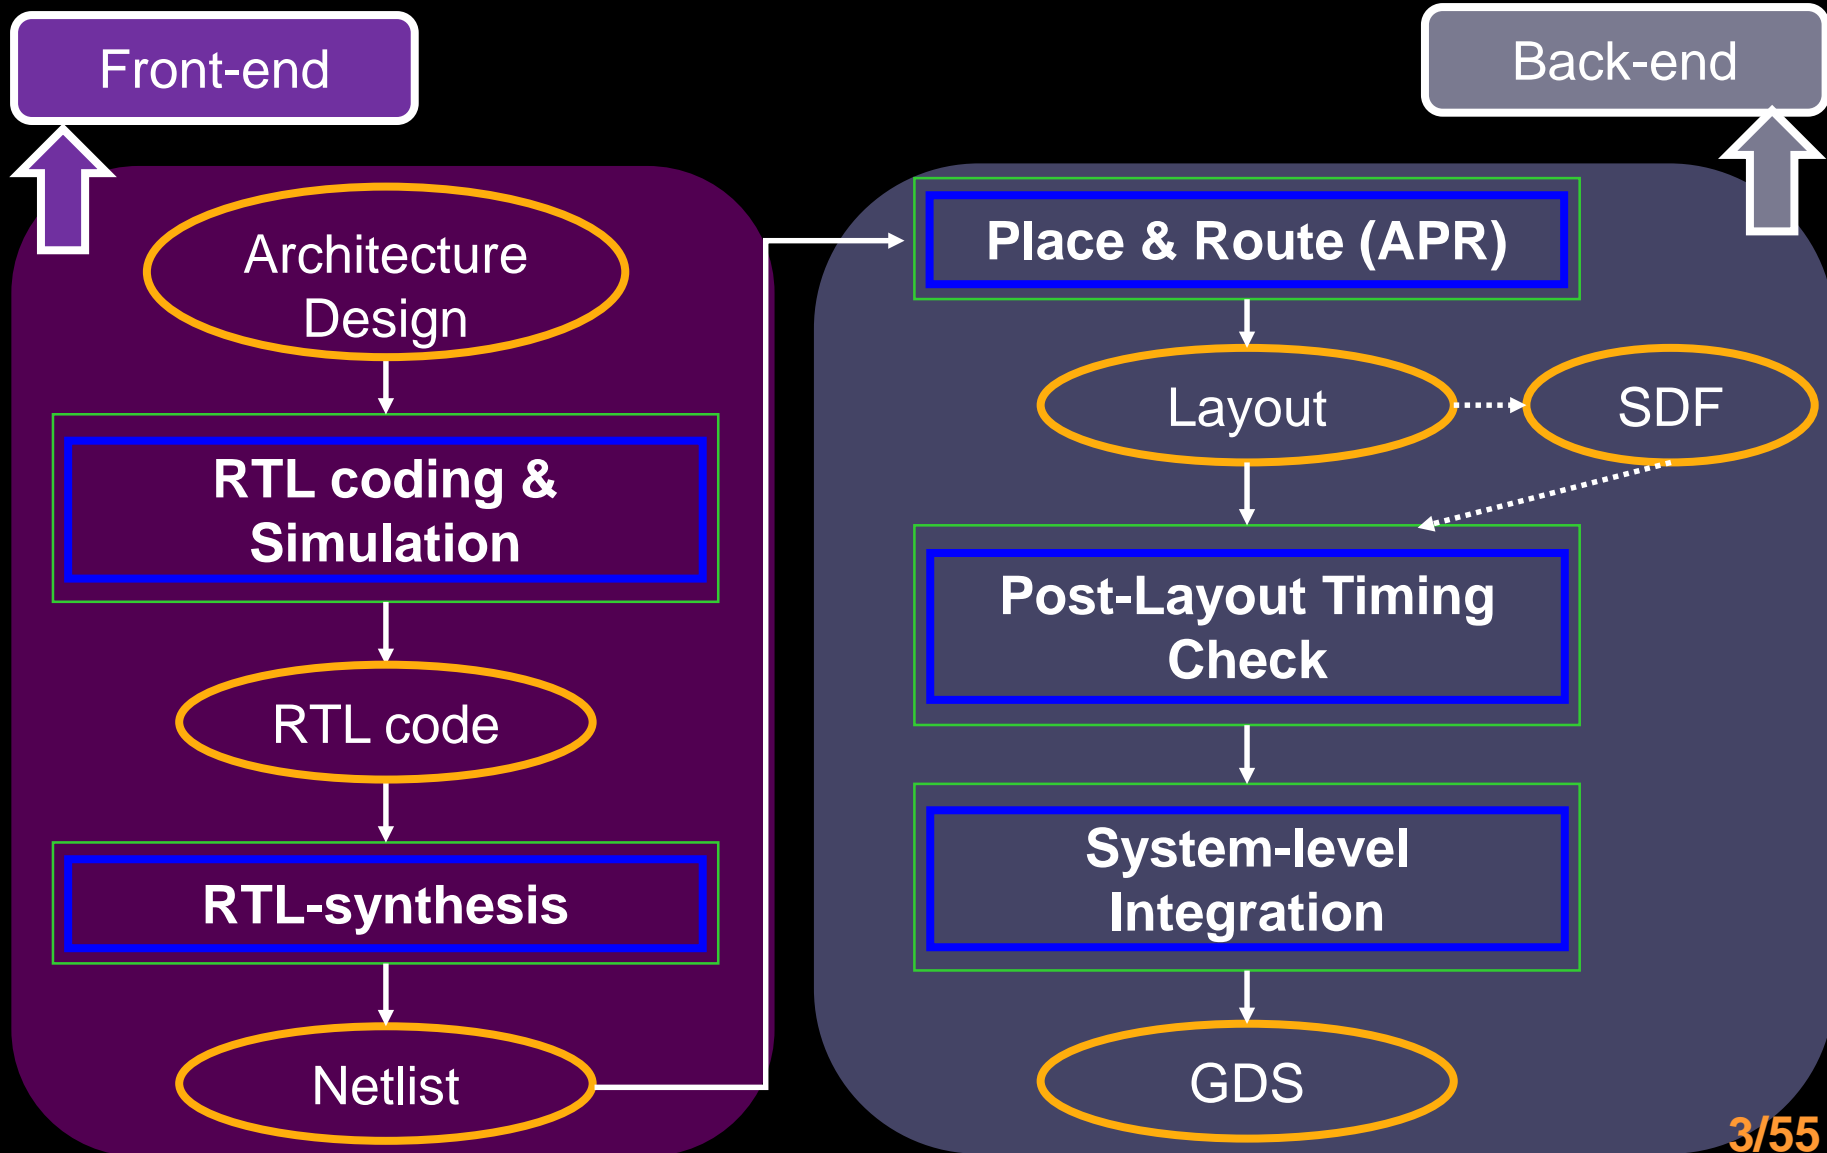 Front-end
Architecture
Design
RTL coding &
Simulation
RTL code
RTL-synthesis
Netlist
Back-end
Place & Route (APR)
Layout
SDF
Post-Layout Timing
Check
System-level
Integration
GDS
3/55